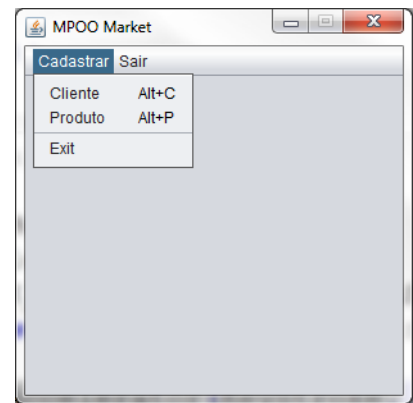 MPOO Market
Cadastrar Sair
Cliente Alt+C
Produto Alt+P
Exit